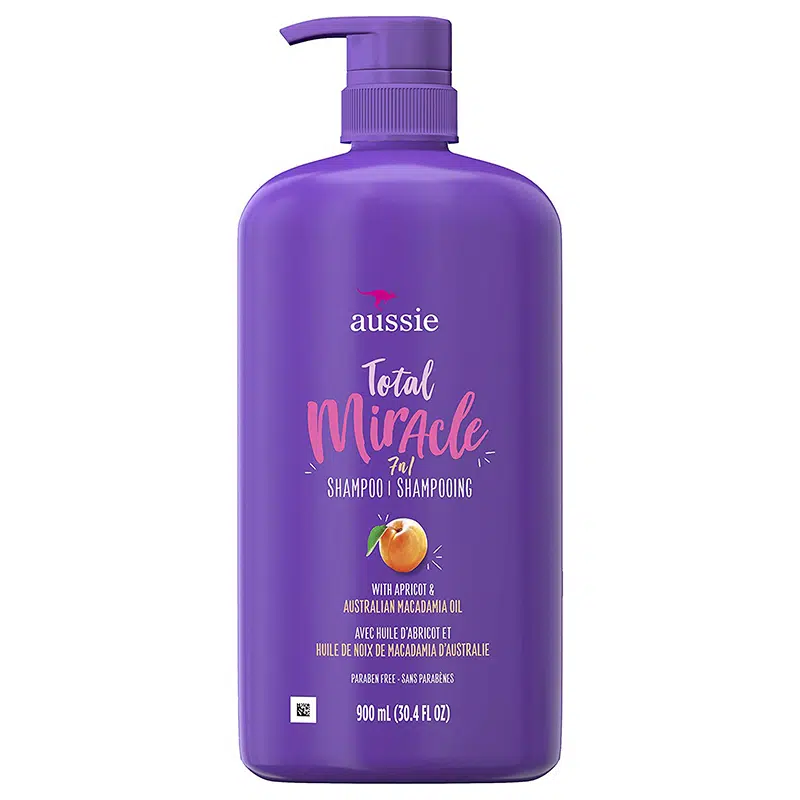 aussie
Total
Miracle
7n1
SHAMPOO | SHAMPOOING
WITH APRICOT &
AUSTRALIAN MACADAMIA OIL
AVEC HUILE D'ABRICOT ET
HUILE DE NOIX DE MACADAMIA D'AUSTRALIE
PARABEN FREE - SANS PARABÈNES
900 mL (30.4 FL OZ)